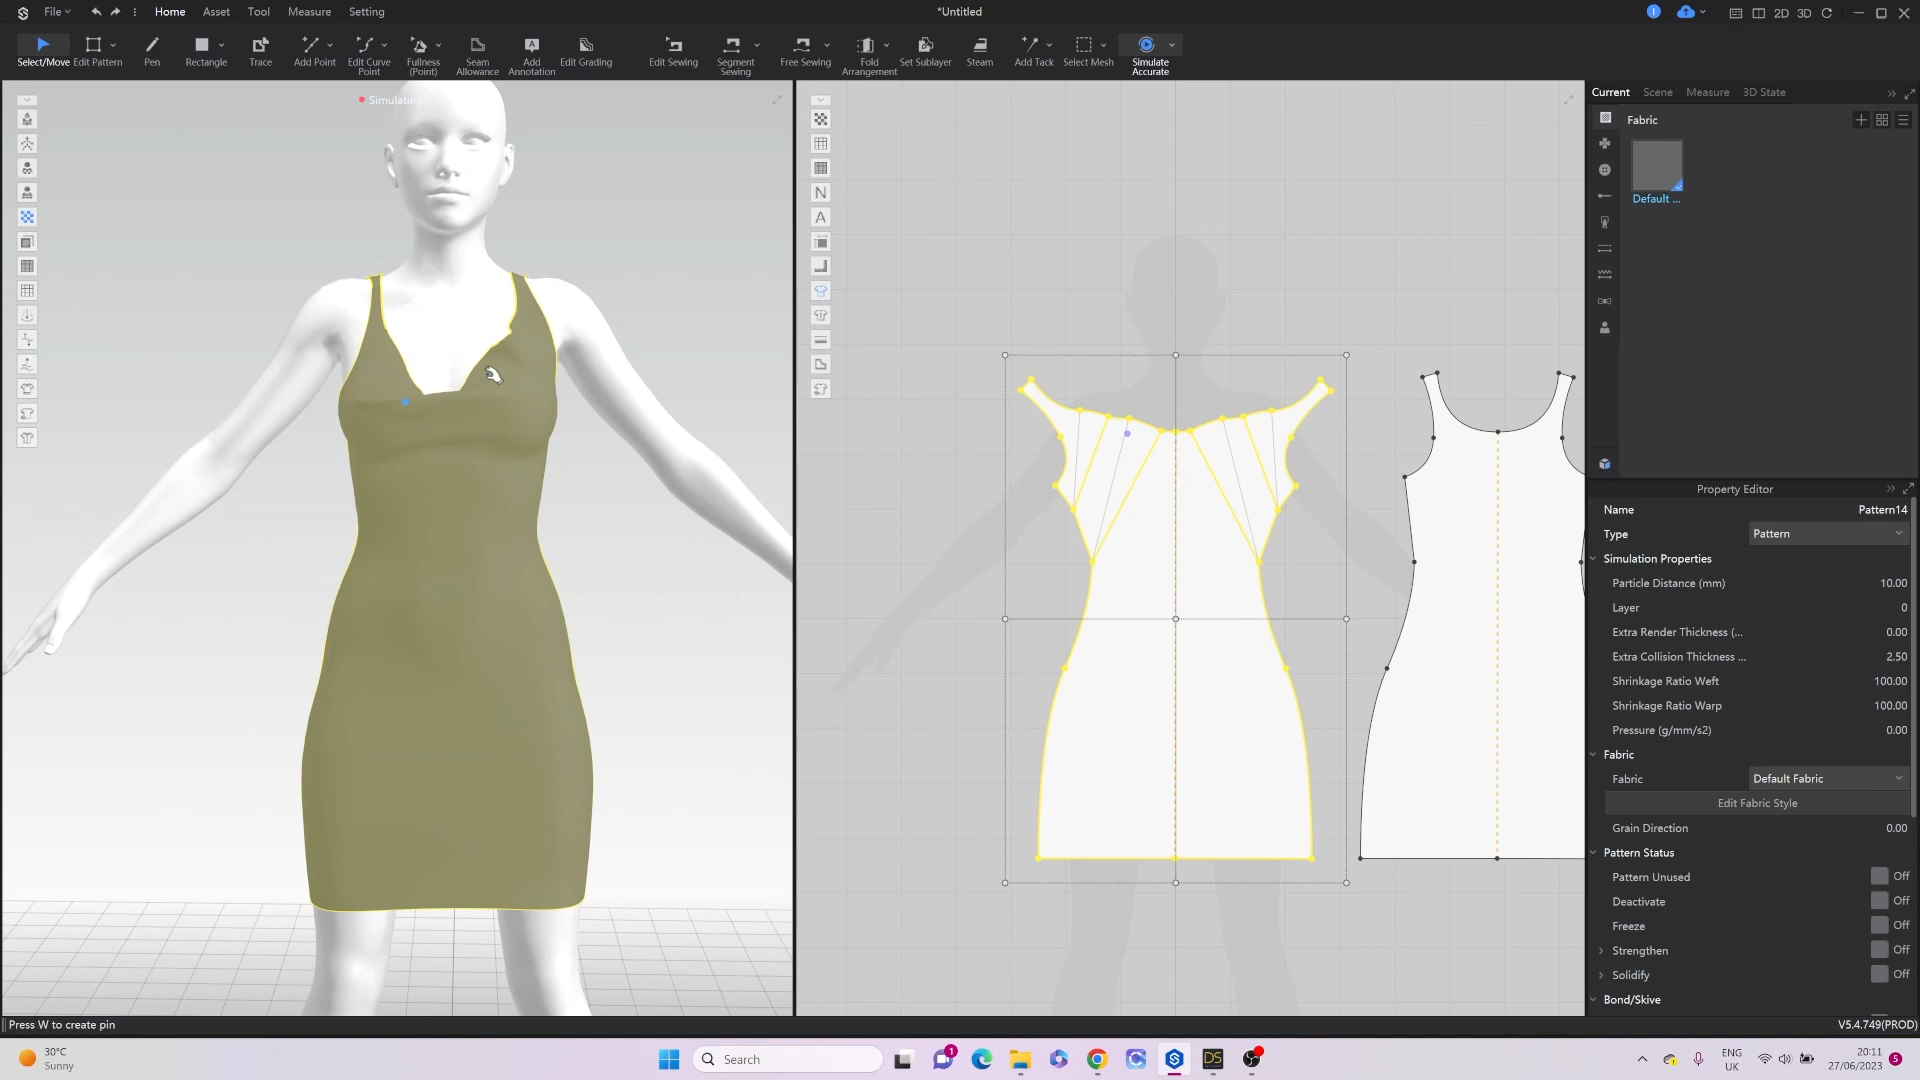 File
Home
Asset
Tool
Measure
Setting
*Untitled
2D
3D
Select/Move
Edit Pattern
Pen
Rectangle
Trace
Add Point
Edit Curve
Point
Fullness
(Point)
Seam
Allowance
Add
Annotation
Edit Grading
Edit Sewing
Segment
Sewing
Free Sewing
Fold
Arrangement
Set Sublayer
Steam
Add Tack
Select Mesh
Simulate
Accurate
Simulating
N
A
Current
Scene
Measure
3D State
Fabric
Default ...
Property Editor
Name Pattern14
Type Pattern
Simulation Properties
Particle Distance (mm) 10.00
Layer 0
Extra Render Thickness (... 0.00
Extra Collision Thickness ... 2.50
Shrinkage Ratio Weft 100.00
Shrinkage Ratio Warp 100.00
Pressure (g/mm/s2) 0.00
Fabric
Fabric Default Fabric
Edit Fabric Style
Grain Direction 0.00
Pattern Status
Pattern Unused Off
Deactivate Off
Freeze Off
Strengthen Off
Solidify Off
Bond/Skive
Press W to create pin
V5.4.749(PROD)
30°C
Sunny
Search
1
DS
ENG
UK
20:11
27/06/2023
5